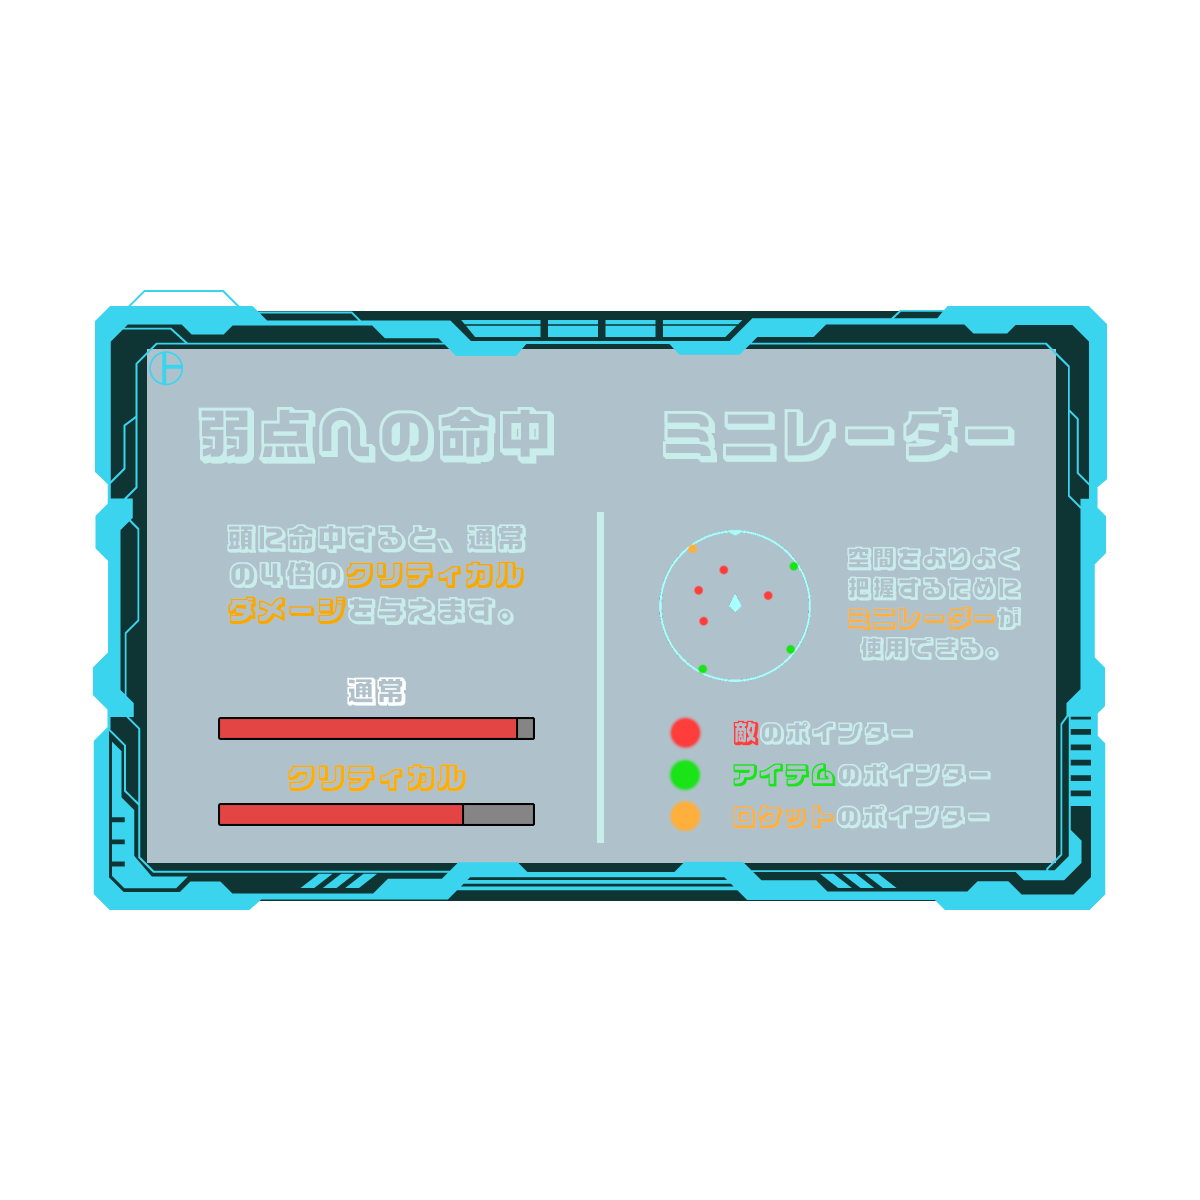 弱点への命中
頭に命中すると、通常
の4倍のクリティカル
ダメージを与えます。
通常
クリティカル
ミニレーダー
空間をよりよく
把握するために
ミニレーダーが
使用できる。
敵のポインター
アイテムのポインター
ロケットのポインター